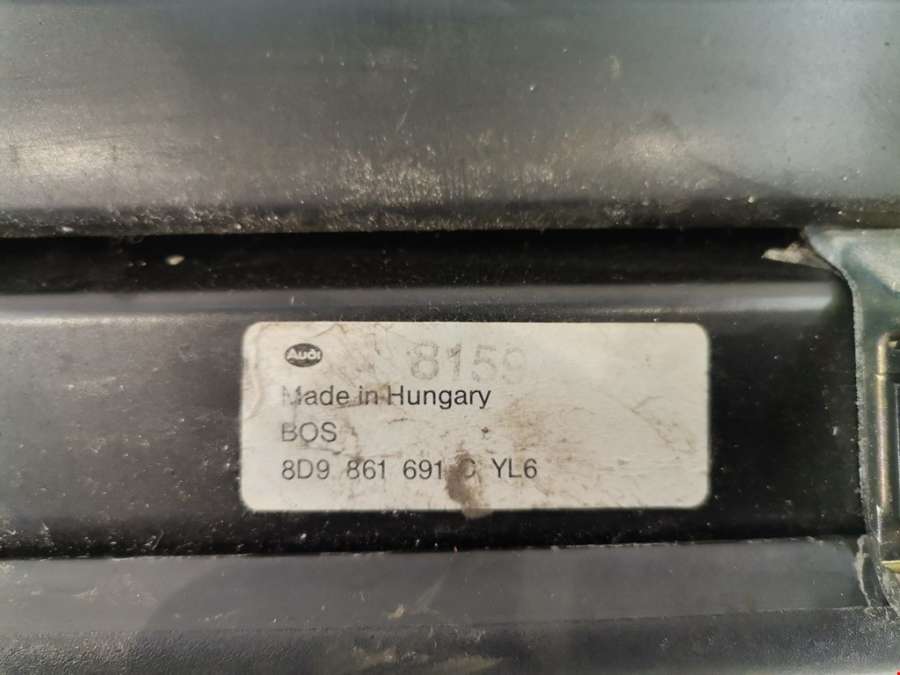 Audi
8159
Made in Hungary
BOS
8D9 861 691 C YL6